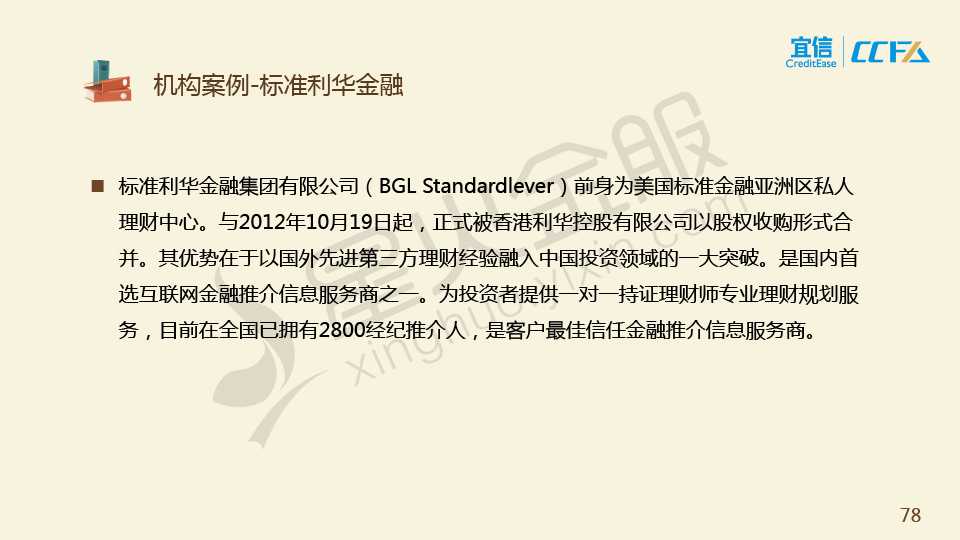 宜信
CreditEase
CCFA
机构案例-标准利华金融
标准利华金融集团有限公司（BGL Standardlever）前身为美国标准金融亚洲区私人
理财中心。与2012年10月19日起，正式被香港利华控股有限公司以股权收购形式合
并。其优势在于以国外先进第三方理财经验融入中国投资领域的一大突破。是国内首
选互联网金融推介信息服务商之一。为投资者提供一对一持证理财师专业理财规划服
务，目前在全国已拥有2800经纪推介人，是客户最佳信任金融推介信息服务商。
星火金服
xinghuo.yixin.com
78